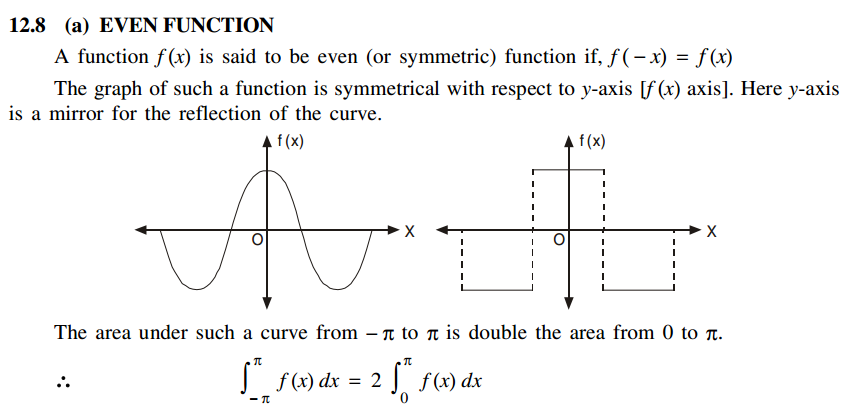 12.8 (a) EVEN FUNCTION
A function f (x) is said to be even (or symmetric) function if, f (− x) = f (x)
The graph of such a function is symmetrical with respect to y-axis [f (x) axis]. Here y-axis
is a mirror for the reflection of the curve.
f (x) f (x)
O X O X
The area under such a curve from − π to π is double the area from 0 to π.
∴ ∫_{−π}^{π} f (x) dx = 2 ∫_{0}^{π} f (x) dx